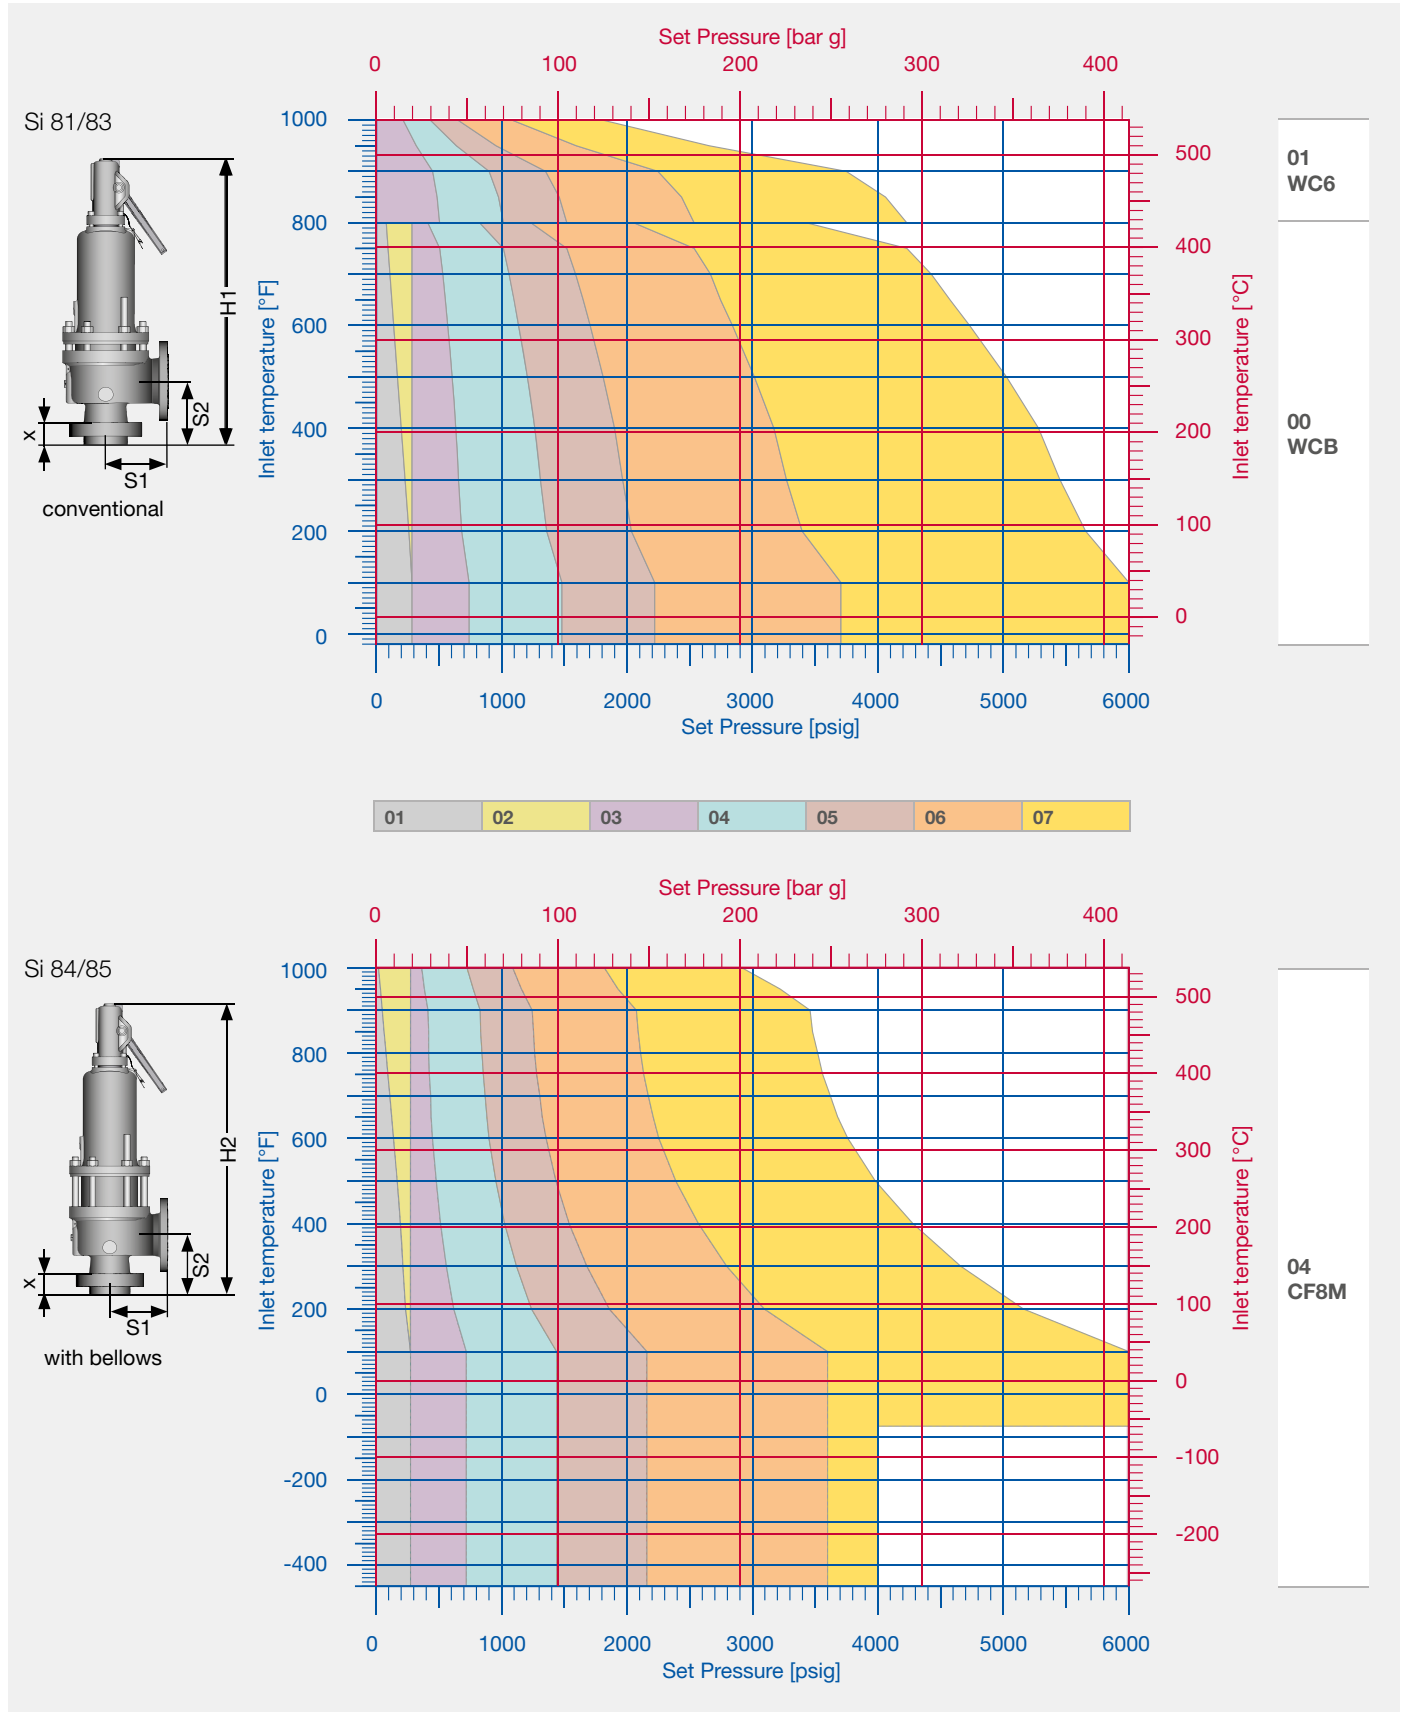 Set Pressure [bar g]
0 100 200 300 400
Si 81/83
1000
800
600
400
200
0
Inlet temperature [°F]
500
400
300
200
100
0
Inlet temperature [°C]
01
WC6
00
WCB
H1
S2
x
S1
conventional
0 1000 2000 3000 4000 5000 6000
Set Pressure [psig]
01 02 03 04 05 06 07
Set Pressure [bar g]
0 100 200 300 400
Si 84/85
1000
800
600
400
200
0
-200
-400
Inlet temperature [°F]
500
400
300
200
100
0
-100
-200
Inlet temperature [°C]
04
CF8M
H2
S2
x
S1
with bellows
0 1000 2000 3000 4000 5000 6000
Set Pressure [psig]